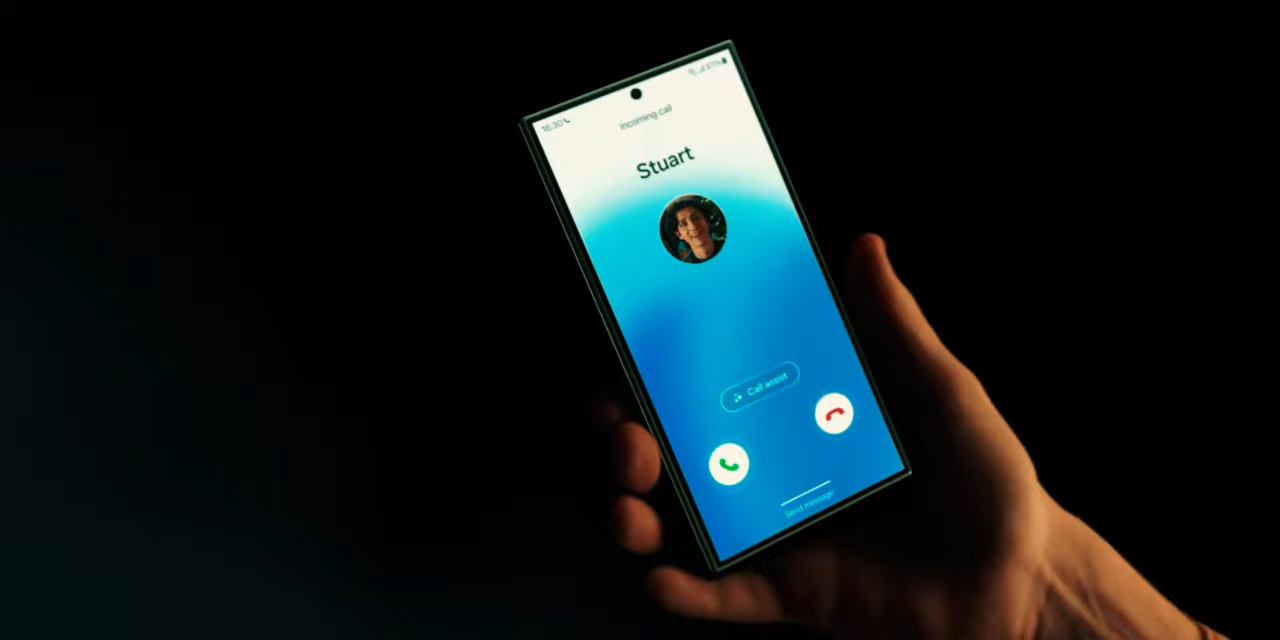 16:30
Incoming call
Stuart
Call assist
Send message